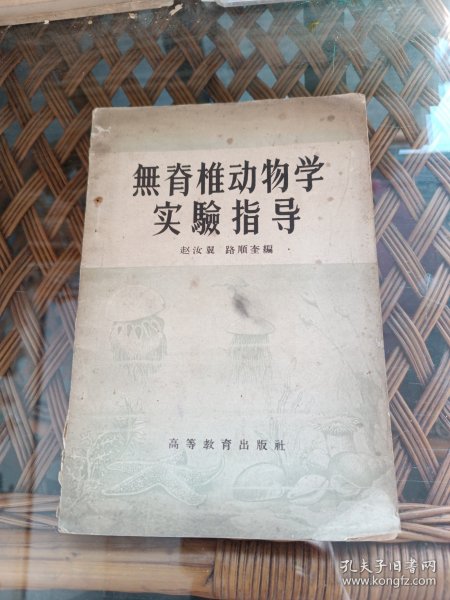 無脊椎动物学
实驗指导
赵汝翼 路順奎編
高等教育出版社
孔夫子旧书网
www.kongfz.com